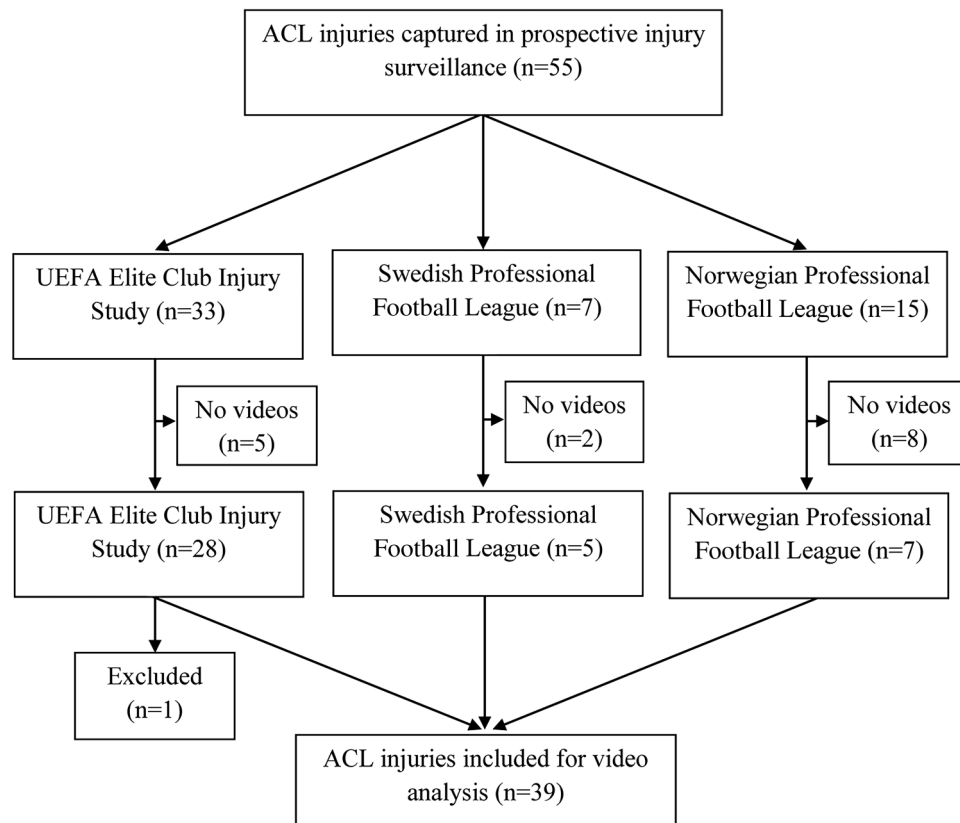 ACL injuries captured in prospective injury
surveillance (n=55)
UEFA Elite Club Injury
Study (n=33)
Swedish Professional
Football League (n=7)
Norwegian Professional
Football League (n=15)
No videos
(n=5)
No videos
(n=2)
No videos
(n=8)
UEFA Elite Club Injury
Study (n=28)
Swedish Professional
Football League (n=5)
Norwegian Professional
Football League (n=7)
Excluded
(n=1)
ACL injuries included for video
analysis (n=39)